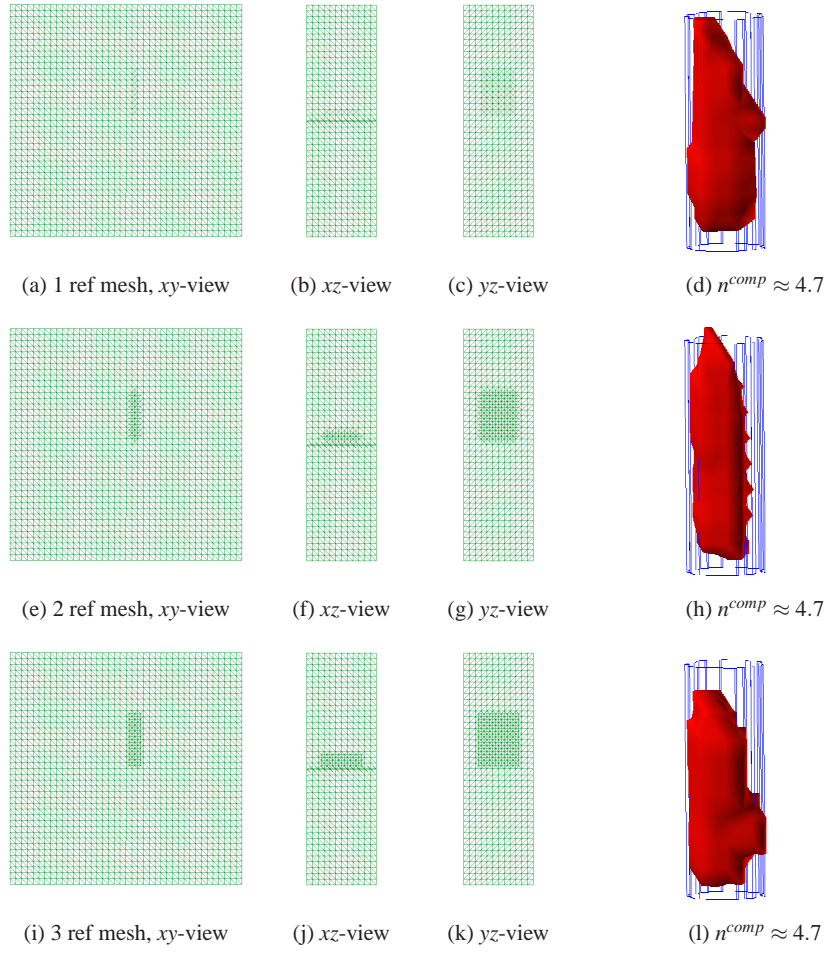 (a) 1 ref mesh, xy-view (b) xz-view (c) yz-view (d) n^comp ≈ 4.7
(e) 2 ref mesh, xy-view (f) xz-view (g) yz-view (h) n^comp ≈ 4.7
(i) 3 ref mesh, xy-view (j) xz-view (k) yz-view (l) n^comp ≈ 4.7